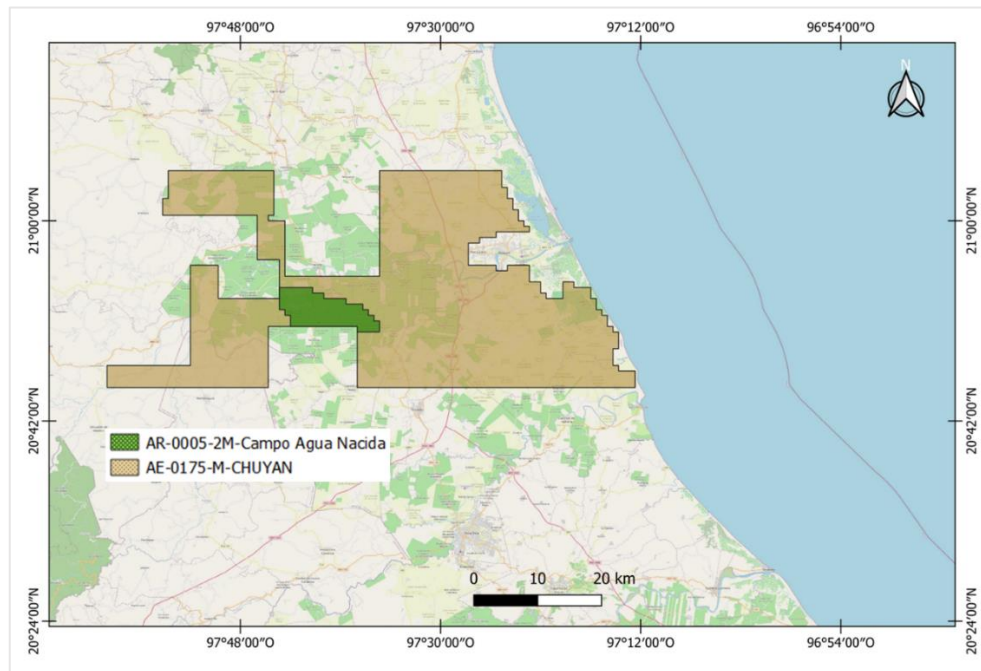 97°48'00"O 97°30'00"O 97°12'00"O 96°54'00"O
N
21°00'00"N 21°00'00"N
20°42'00"N 20°42'00"N
AR-0005-2M-Campo Agua Nacida
AE-0175-M-CHUYAN
0 10 20 km
20°24'00"N 20°24'00"N
97°48'00"O 97°30'00"O 97°12'00"O 96°54'00"O